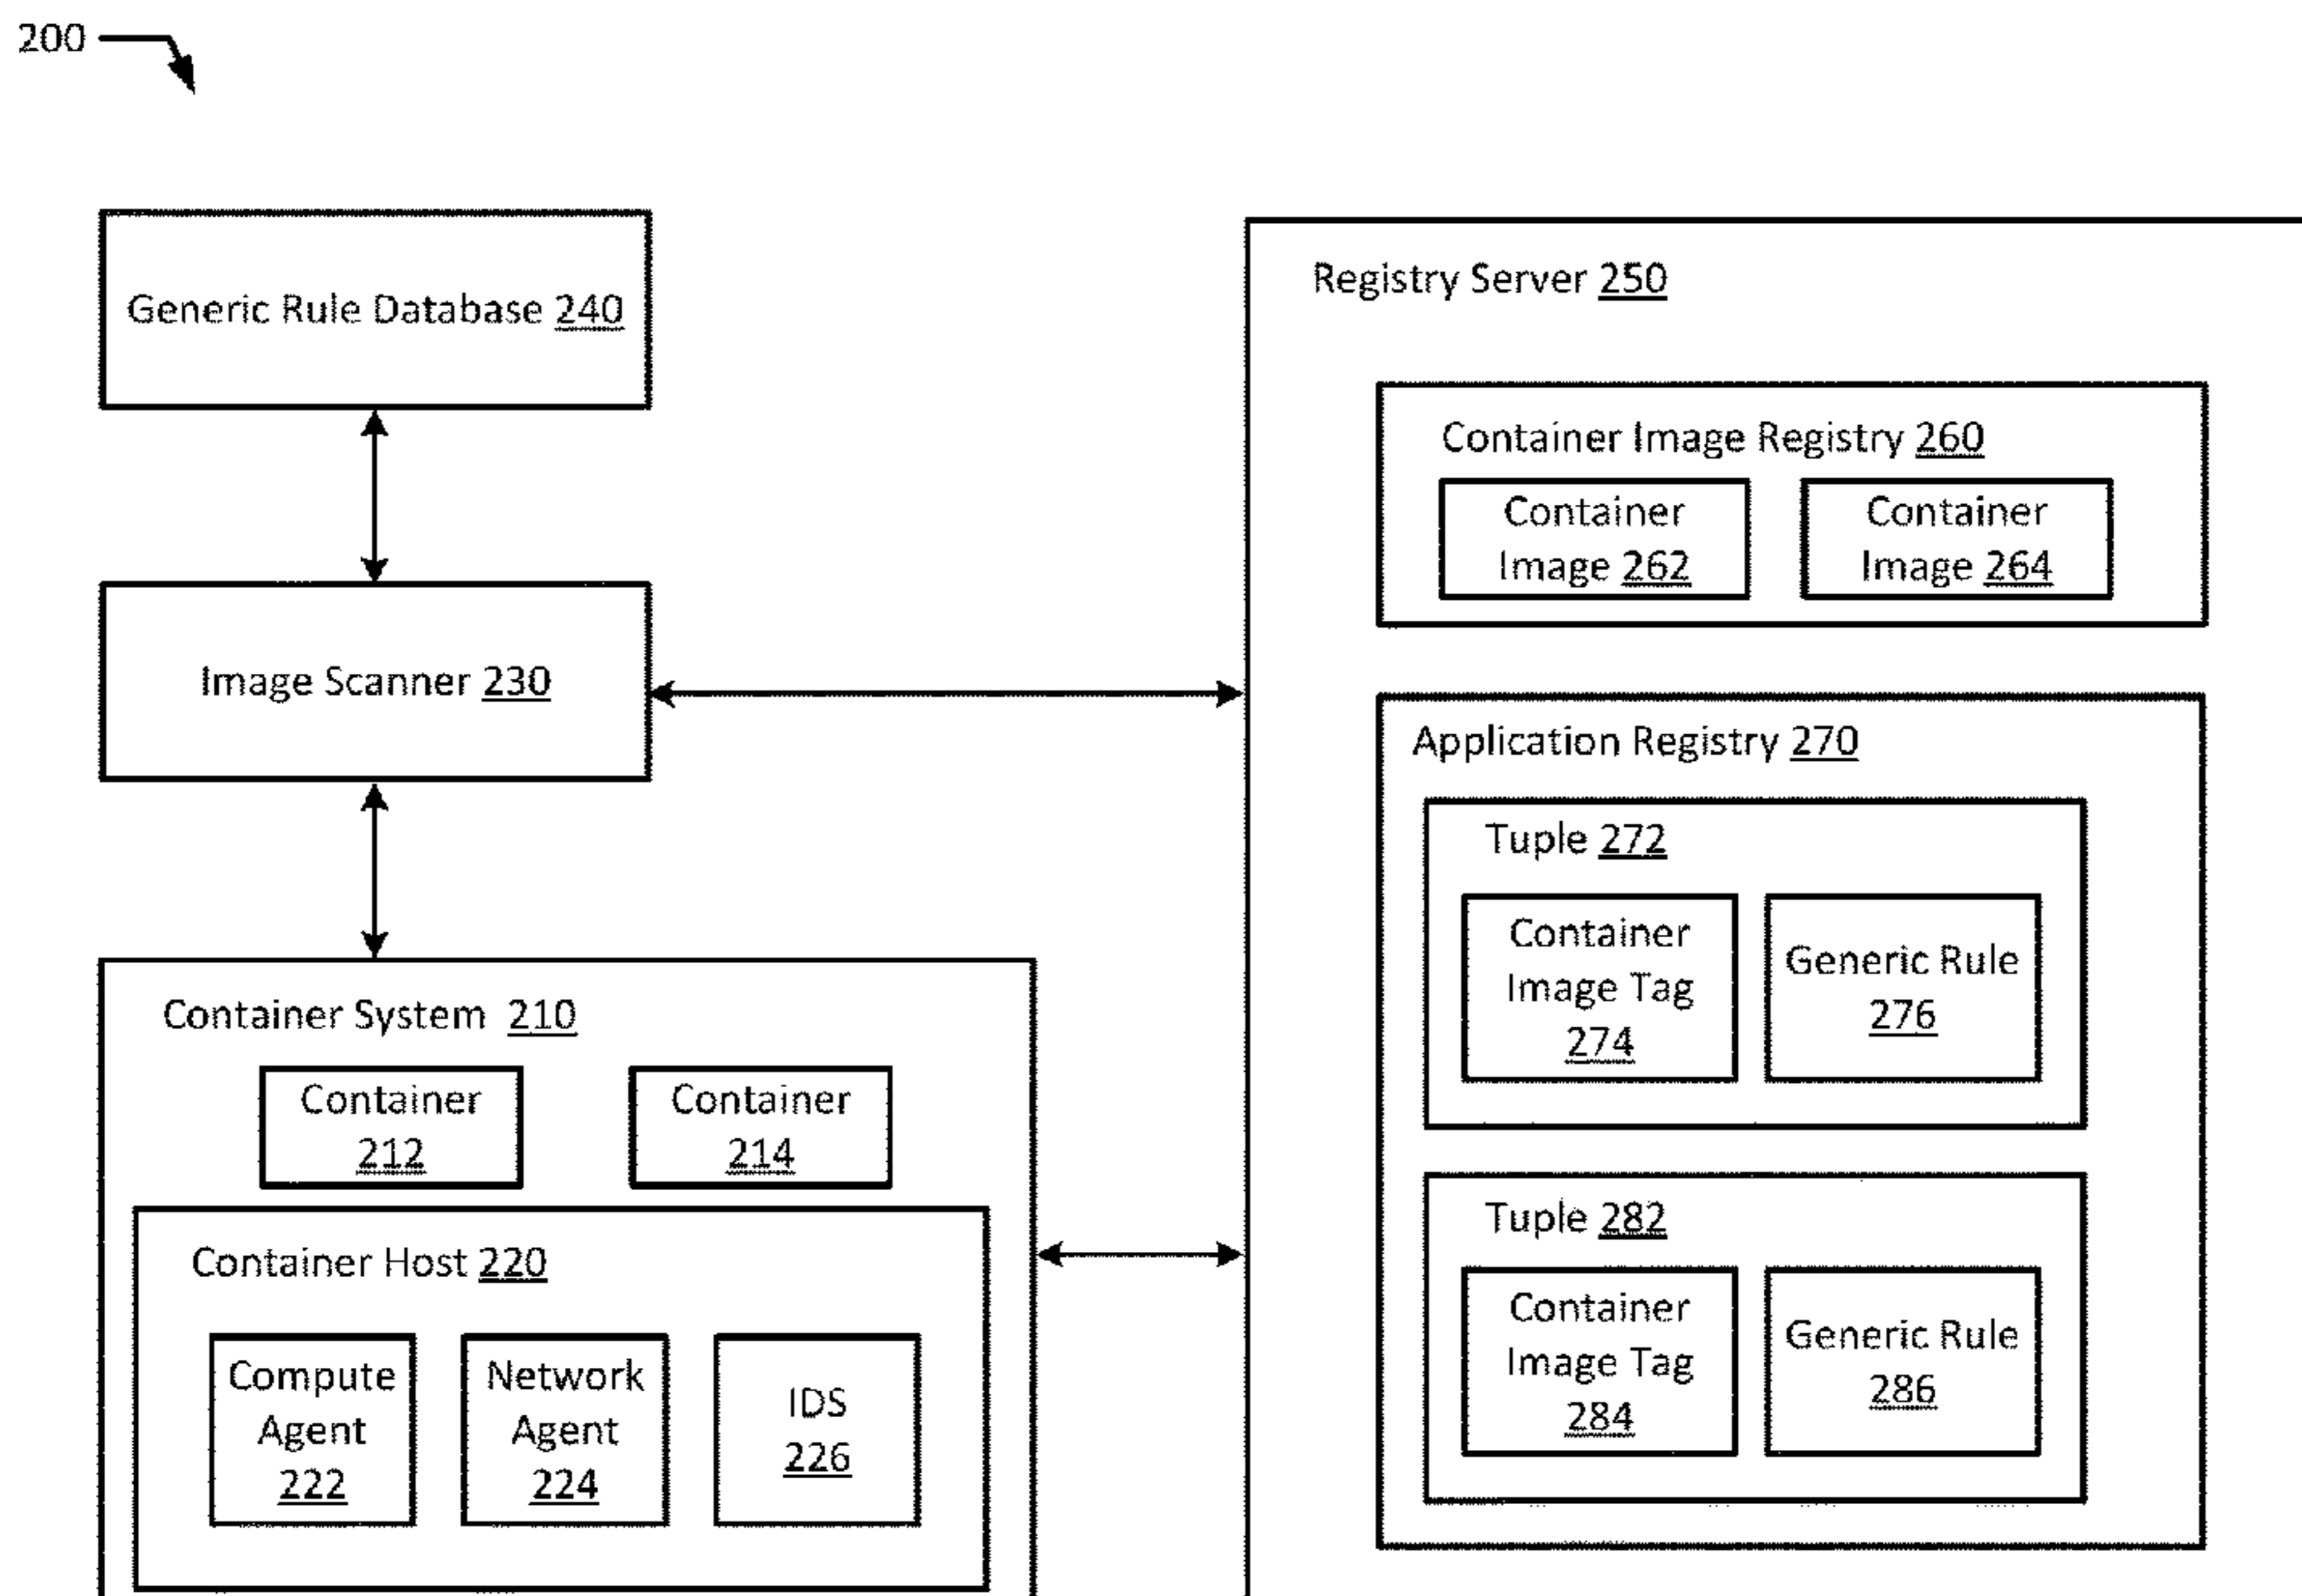 200
Generic Rule Database 240
Image Scanner 230
Container System 210
Container
212
Container
214
Container Host 220
Compute
Agent
222
Network
Agent
224
IDS
226
Registry Server 250
Container Image Registry 260
Container
Image 262
Container
Image 264
Application Registry 270
Tuple 272
Container
Image Tag
274
Generic Rule
276
Tuple 282
Container
Image Tag
284
Generic Rule
286